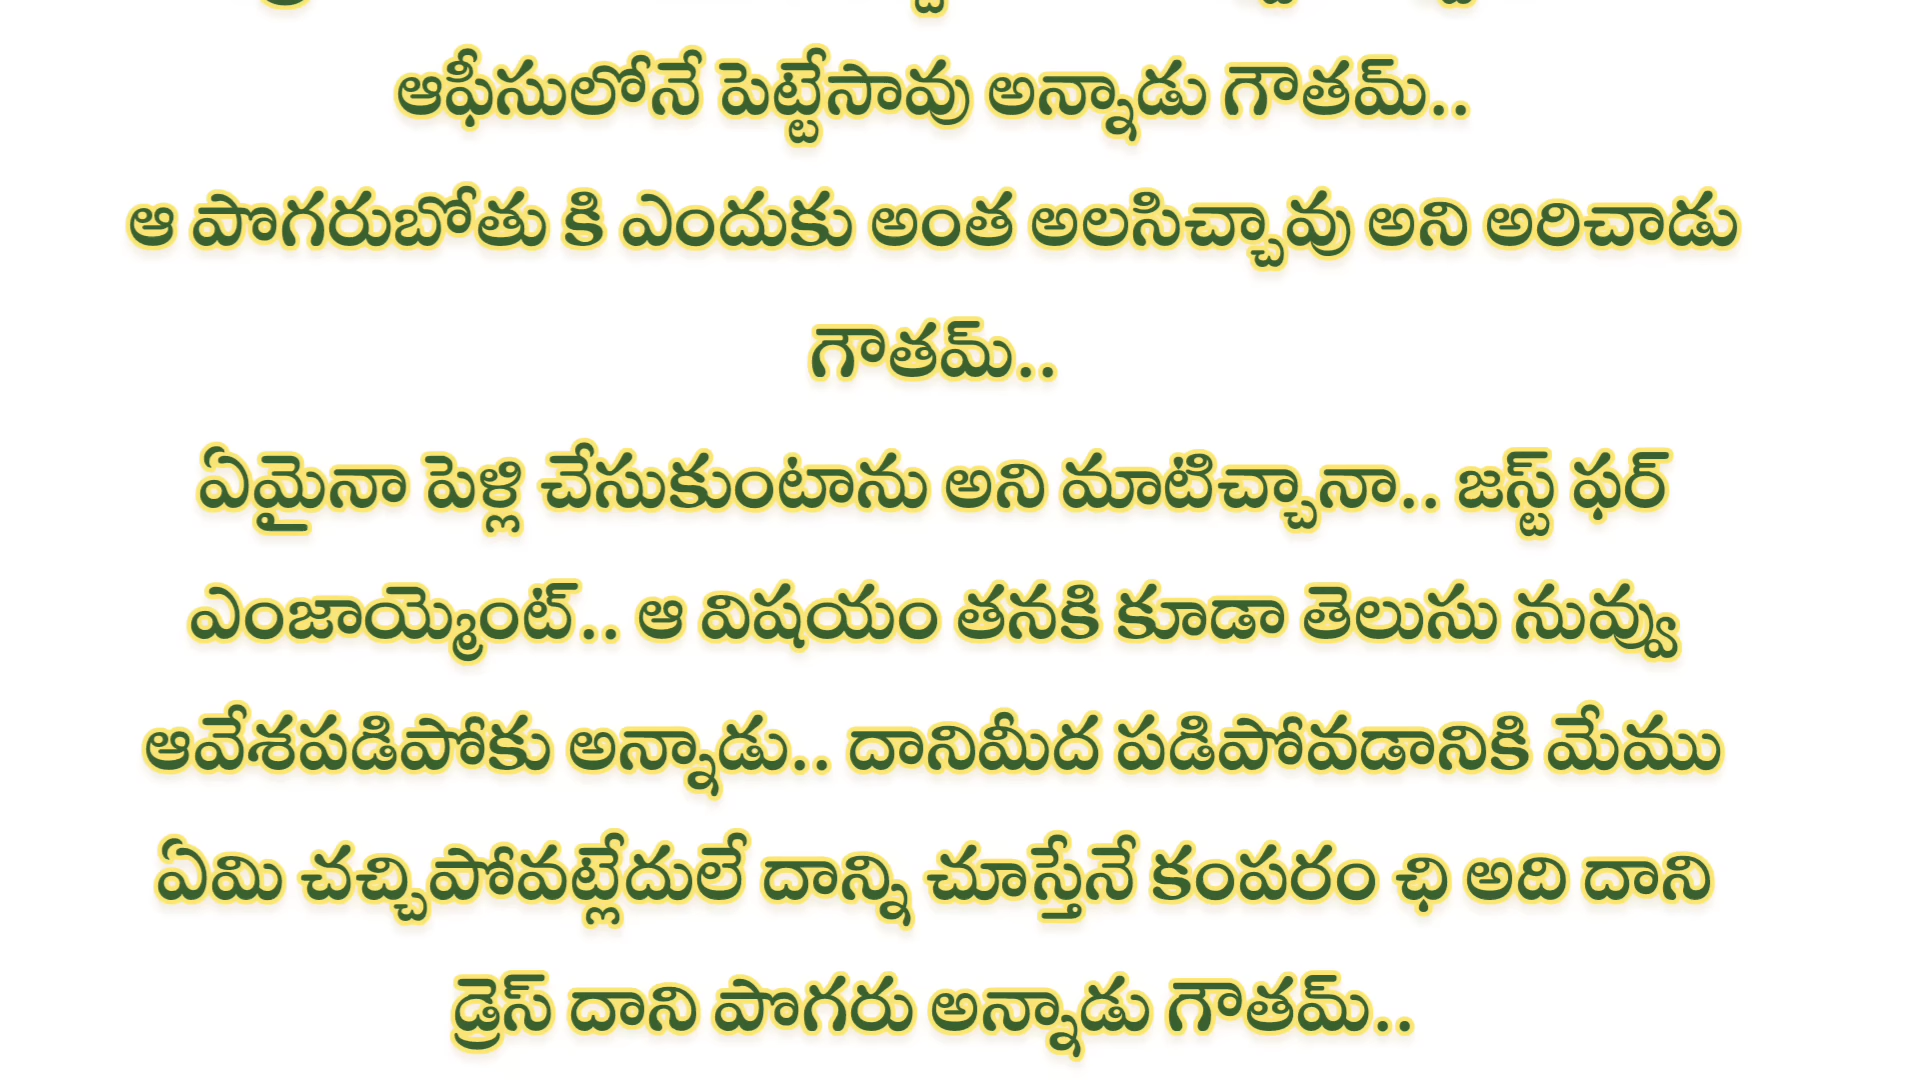 ఆఫీసులోనే పెట్టేసావు అన్నాడు గౌతమ్..
ఆ పొగరుబోతు కి ఎందుకు అంత అలసిచ్చావు అని అరిచాడు
గౌతమ్..
ఏమైనా పెళ్లి చేసుకుంటాను అని మాటిచ్చానా.. జస్ట్ ఫర్
ఎంజాయ్మెంట్.. ఆ విషయం తనకి కూడా తెలుసు నువ్వు
ఆవేశపడిపోకు అన్నాడు.. దానిమీద పడిపోవడానికి మేము
ఏమి చచ్చిపోవట్లేదులే దాన్ని చూస్తేనే కంపరం ఛి అది దాని
డ్రెస్ దాని పొగరు అన్నాడు గౌతమ్..